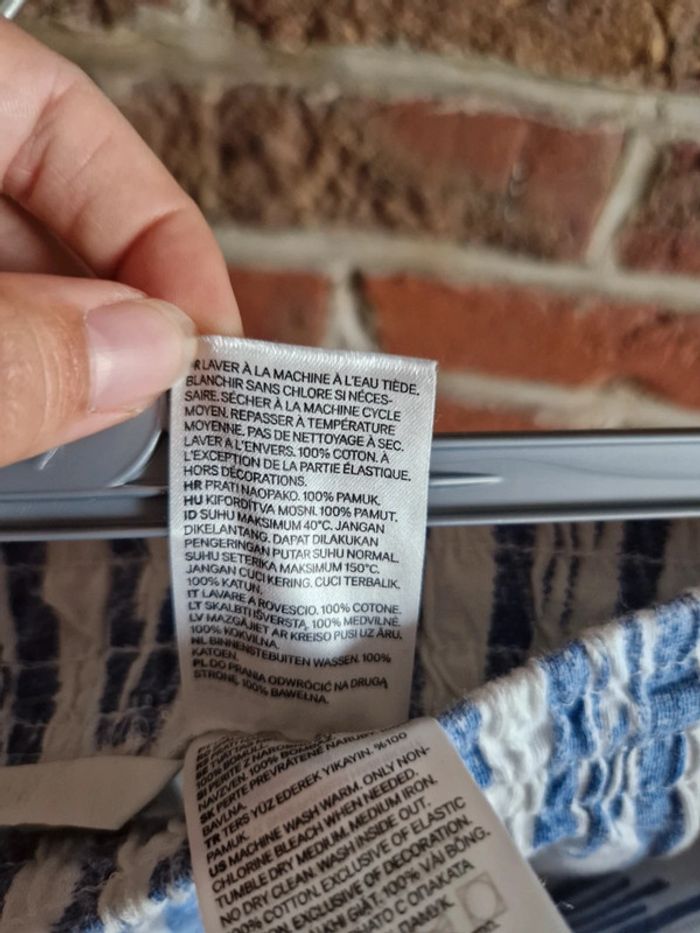 R LAVER À LA MACHINE À L'EAU TIÈDE.
BLANCHIR SANS CHLORE SI NÉCES-
SAIRE. SÉCHER À LA MACHINE CYCLE
MOYEN. REPASSER À TEMPÉRATURE
MOYENNE. PAS DE NETTOYAGE À SEC.
LAVER À L'ENVERS. 100% COTON. À
L'EXCEPTION DE LA PARTIE ÉLASTIQUE.
HORS DÉCORATIONS.
HR PRATI NAOPAKO. 100% PAMUK.
HU KIFORDÍTVA MOSNI. 100% PAMUT.
ID SUHU MAKSIMUM 40°C. JANGAN
DIKELANTANG. DAPAT DILAKUKAN
PENGERINGAN PUTAR SUHU NORMAL.
SUHU SETERIKA MAKSIMUM 150°C.
JANGAN CUCI KERING. CUCI TERBALIK.
100% KATUN.
IT LAVARE A ROVESCIO. 100% COTONE.
LT SKALBTI IŠVERSTĄ. 100% MEDVILNĖ.
LV MAZGĀJIET AR KREISO PUSI UZ ĀRU.
100% KOKVILNA.
NL BINNENSTEBUITEN WASSEN. 100%
KATOEN.
PL DO PRANIA ODWRÓCIĆ NA DRUGĄ
STRONĘ. 100% BAWEŁNA.
NAVZVEN. 100%
SK PERTE PREVRÁTENÉ NARUBY. %100
BAVLNA.
TR TERS YÜZ EDEREK YIKAYIN. %100
PAMUK.
US MACHINE WASH WARM. ONLY NON-
CHLORINE BLEACH WHEN NEEDED.
TUMBLE DRY MEDIUM. MEDIUM IRON.
NO DRY CLEAN. WASH INSIDE OUT.
100% COTTON. EXCLUSIVE OF ELASTIC
EXCLUSIVE OF DECORATION.
KHI GIẶT. 100% VẢI BÔNG.
С ОПАКАТА
ПАМУК